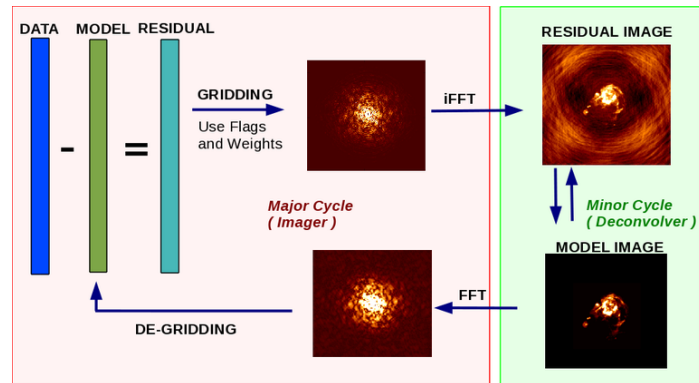 DATA
MODEL
RESIDUAL
GRIDDING
Use Flags
and Weights
-
=
iFFT
RESIDUAL IMAGE
Major Cycle
( Imager )
Minor Cycle
( Deconvolver )
MODEL IMAGE
FFT
DE-GRIDDING